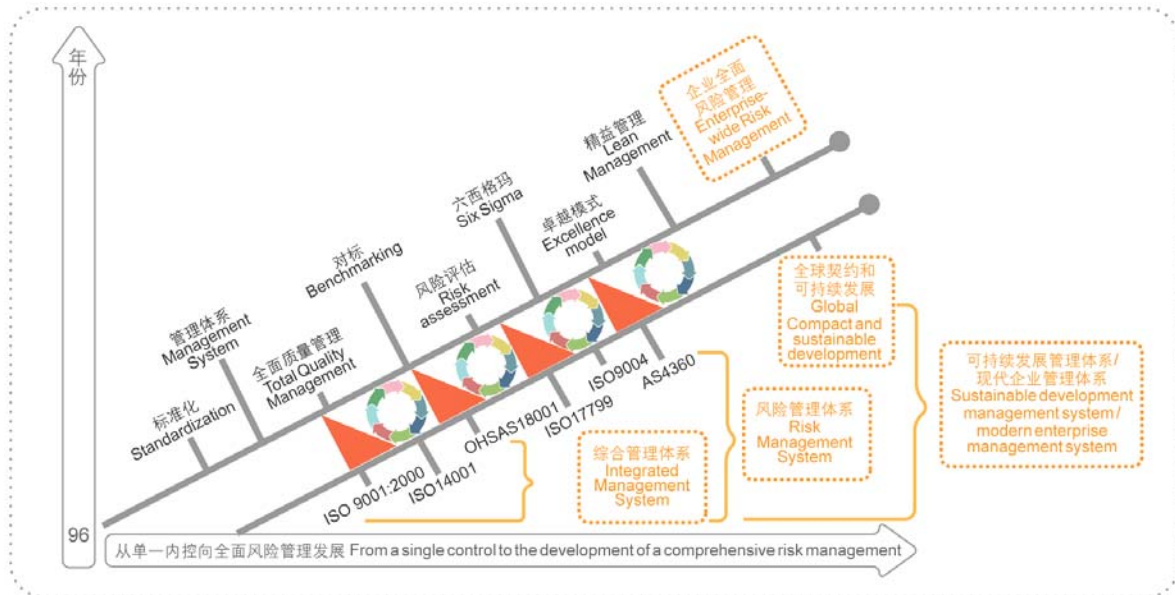 年
份
标准化
Standardization
管理体系
Management
System
全面质量管理
Total Quality
Management
对标
Benchmarking
风险评估
Risk
assessment
六西格玛
Six Sigma
卓越模式
Excellence
model
精益管理
Lean
Management
企业全面
风险管理
Enterprise-
wide Risk
Management
ISO 9001:2000
ISO14001
OHSAS18001
ISO17799
ISO9004
AS4360
综合管理体系
Integrated
Management
System
风险管理体系
Risk
Management
System
全球契约和
可持续发展
Global
Compact and
sustainable
development
可持续发展管理体系/
现代企业管理体系
Sustainable development
management system /
modern enterprise
management system
96
从单一内控向全面风险管理发展 From a single control to the development of a comprehensive risk management